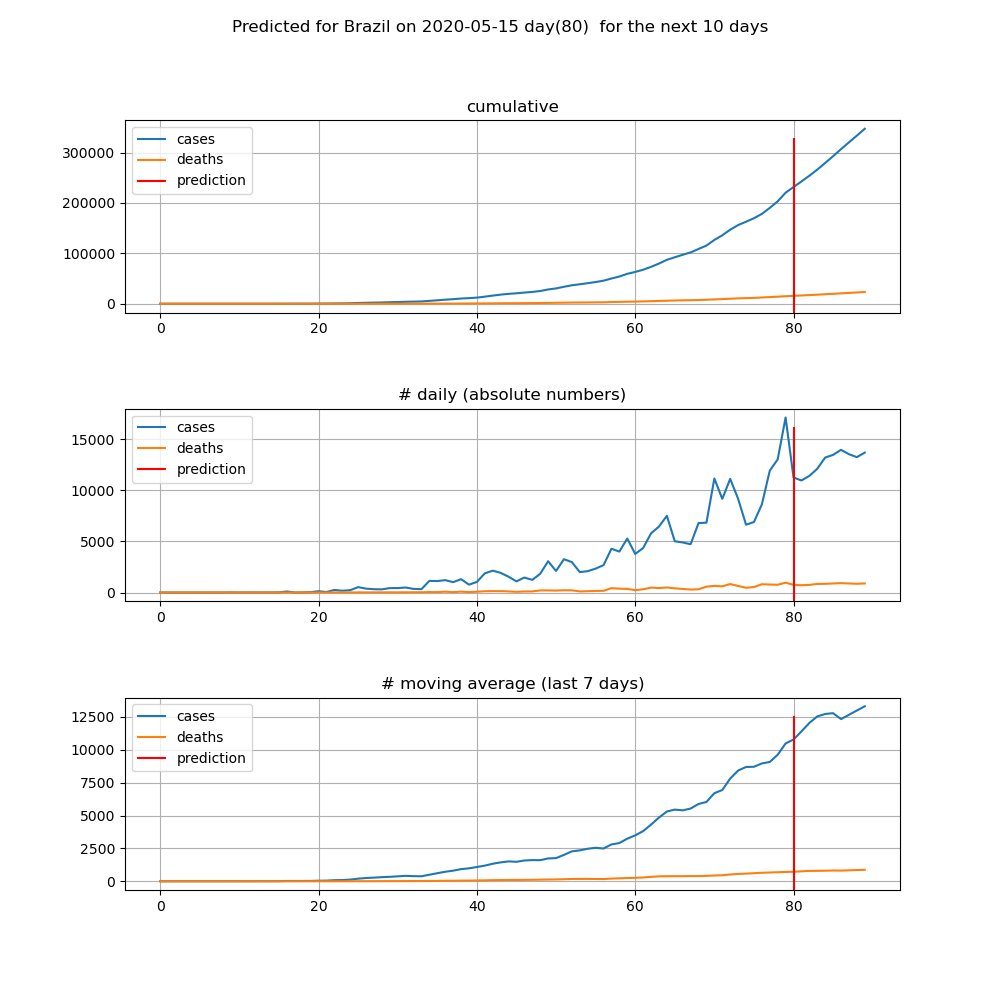 Predicted for Brazil on 2020-05-15 day(80)  for the next 10 days
cumulative
cases
deaths
prediction
300000
200000
100000
0
0 20 40 60 80
# daily (absolute numbers)
cases
deaths
prediction
15000
10000
5000
0
0 20 40 60 80
# moving average (last 7 days)
cases
deaths
prediction
12500
10000
7500
5000
2500
0
0 20 40 60 80